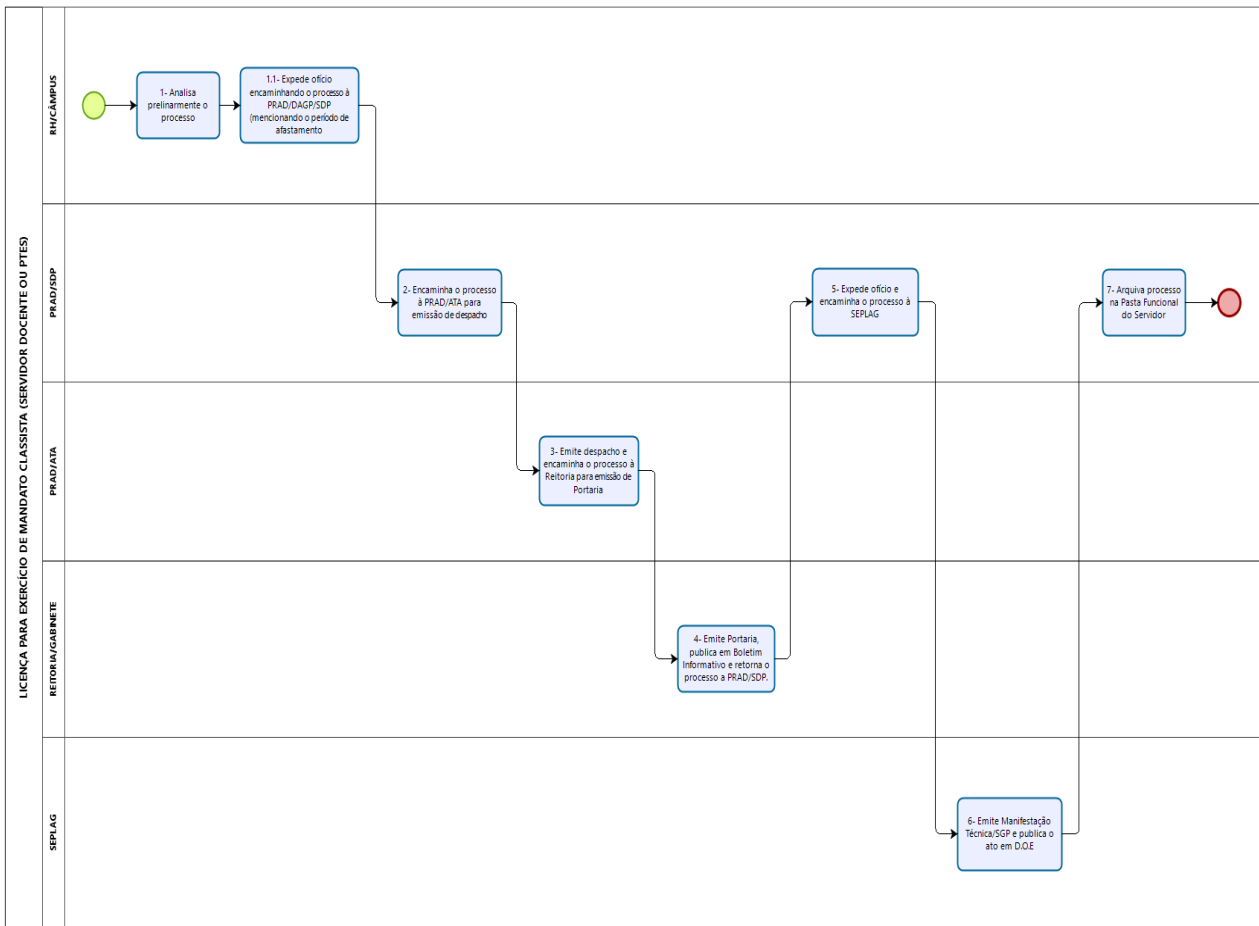 LICENÇA PARA EXERCÍCIO DE MANDATO CLASSISTA (SERVIDOR DOCENTE OU PTES)
RH/CÂMPUS
1- Analisa
prelinarmente o
processo
1.1- Expede ofício
encaminhando o processo à
PRAD/DAGP/SDP
(mencionando o período de
afastamento
PRAD/SDP
2- Encaminha o processo
à PRAD/ATA para
emissão de despacho
5- Expede ofício e
encaminha o processo à
SEPLAG
7- Arquiva processo
na Pasta Funcional
do Servidor
PRAD/ATA
3- Emite despacho e
encaminha o processo à
Reitoria para emissão de
Portaria
REITORIA/GABINETE
4- Emite Portaria,
publica em Boletim
Informativo e retorna o
processo a PRAD/SDP.
SEPLAG
6- Emite Manifestação
Técnica/SGP e publica o
ato em D.O.E